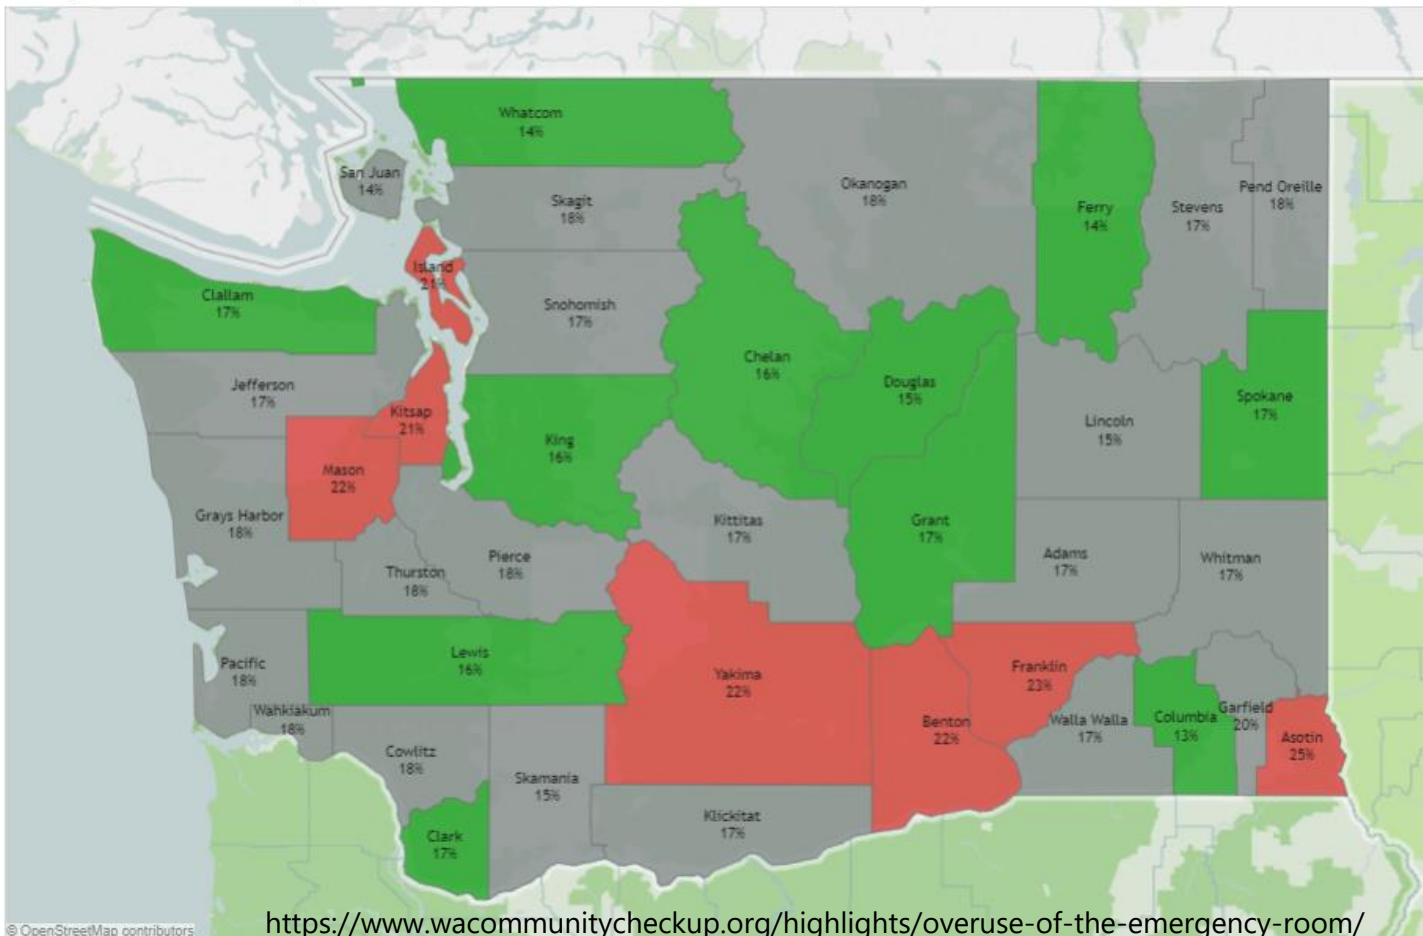 Whatcom
14%
San Juan
14%
Skagit
18%
Okanogan
18%
Ferry
14%
Stevens
17%
Pend Oreille
18%
Island
21%
Clallam
17%
Snohomish
17%
Chelan
16%
Douglas
15%
Jefferson
17%
Kitsap
21%
King
16%
Lincoln
15%
Spokane
17%
Mason
22%
Grays Harbor
18%
Kittitas
17%
Grant
17%
Pierce
18%
Thurston
18%
Adams
17%
Whitman
17%
Lewis
16%
Pacific
18%
Yakima
22%
Franklin
23%
Wahkiakum
18%
Benton
22%
Walla Walla
17%
Columbia
13%
Garfield
20%
Asotin
25%
Cowlitz
18%
Skamania
15%
Klickitat
17%
Clark
17%
© OpenStreetMap contributors
https://www.wacommunitycheckup.org/highlights/overuse-of-the-emergency-room/